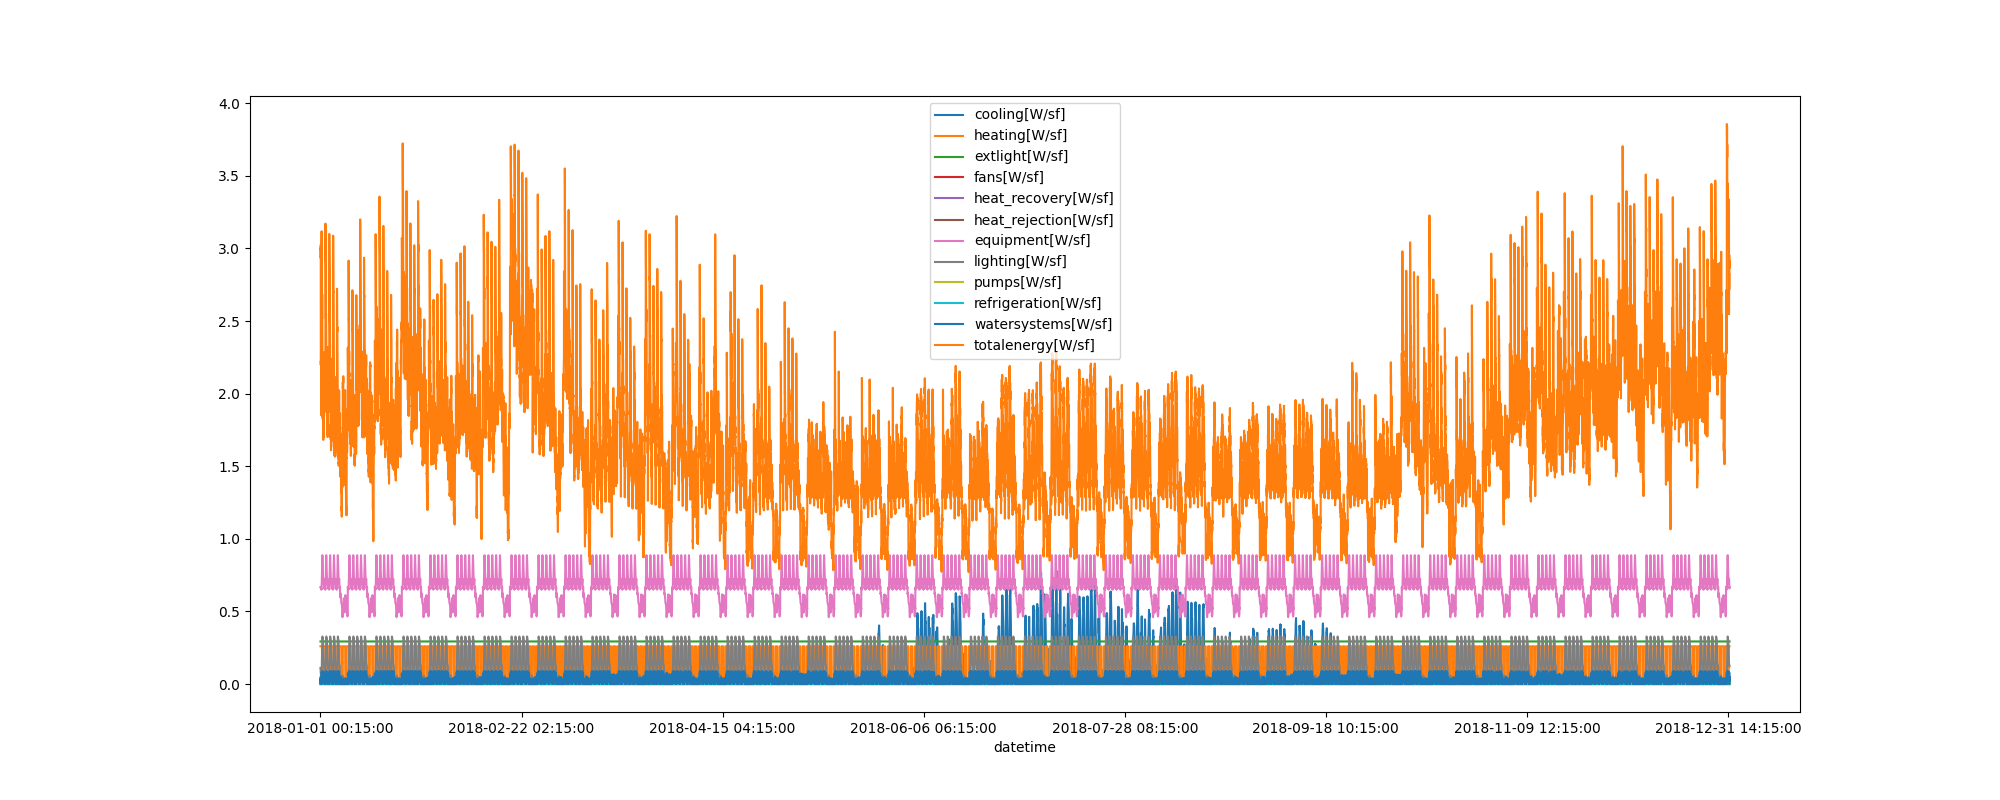 4.0
3.5
3.0
2.5
2.0
1.5
1.0
0.5
0.0
cooling[W/sf]
heating[W/sf]
extlight[W/sf]
fans[W/sf]
heat_recovery[W/sf]
heat_rejection[W/sf]
equipment[W/sf]
lighting[W/sf]
pumps[W/sf]
refrigeration[W/sf]
watersystems[W/sf]
totalenergy[W/sf]
2018-01-01 00:15:00
2018-02-22 02:15:00
2018-04-15 04:15:00
2018-06-06 06:15:00
2018-07-28 08:15:00
2018-09-18 10:15:00
2018-11-09 12:15:00
2018-12-31 14:15:00
datetime